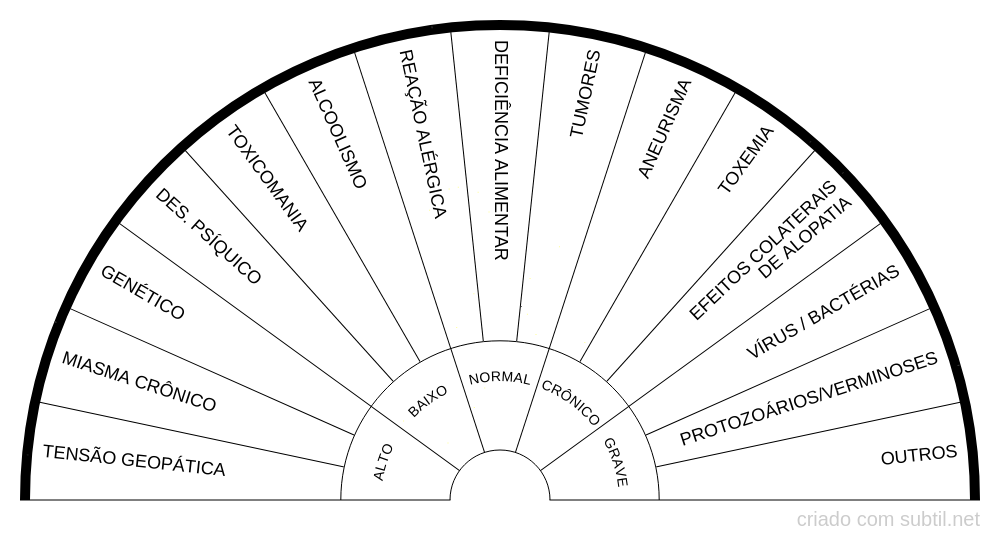 TENSÃO GEOPÁTICA
MIASMA CRÔNICO
GENÉTICO
DES. PSÍQUICO
TOXICOMANIA
ALCOOLISMO
REAÇÃO ALÉRGICA
DEFICIÊNCIA ALIMENTAR
TUMORES
ANEURISMA
TOXEMIA
EFEITOS COLATERAIS
DE ALOPATIA
VÍRUS / BACTÉRIAS
PROTOZOÁRIOS/VERMINOSES
OUTROS
ALTO
BAIXO
NORMAL
CRÔNICO
GRAVE
criado com subtil.net